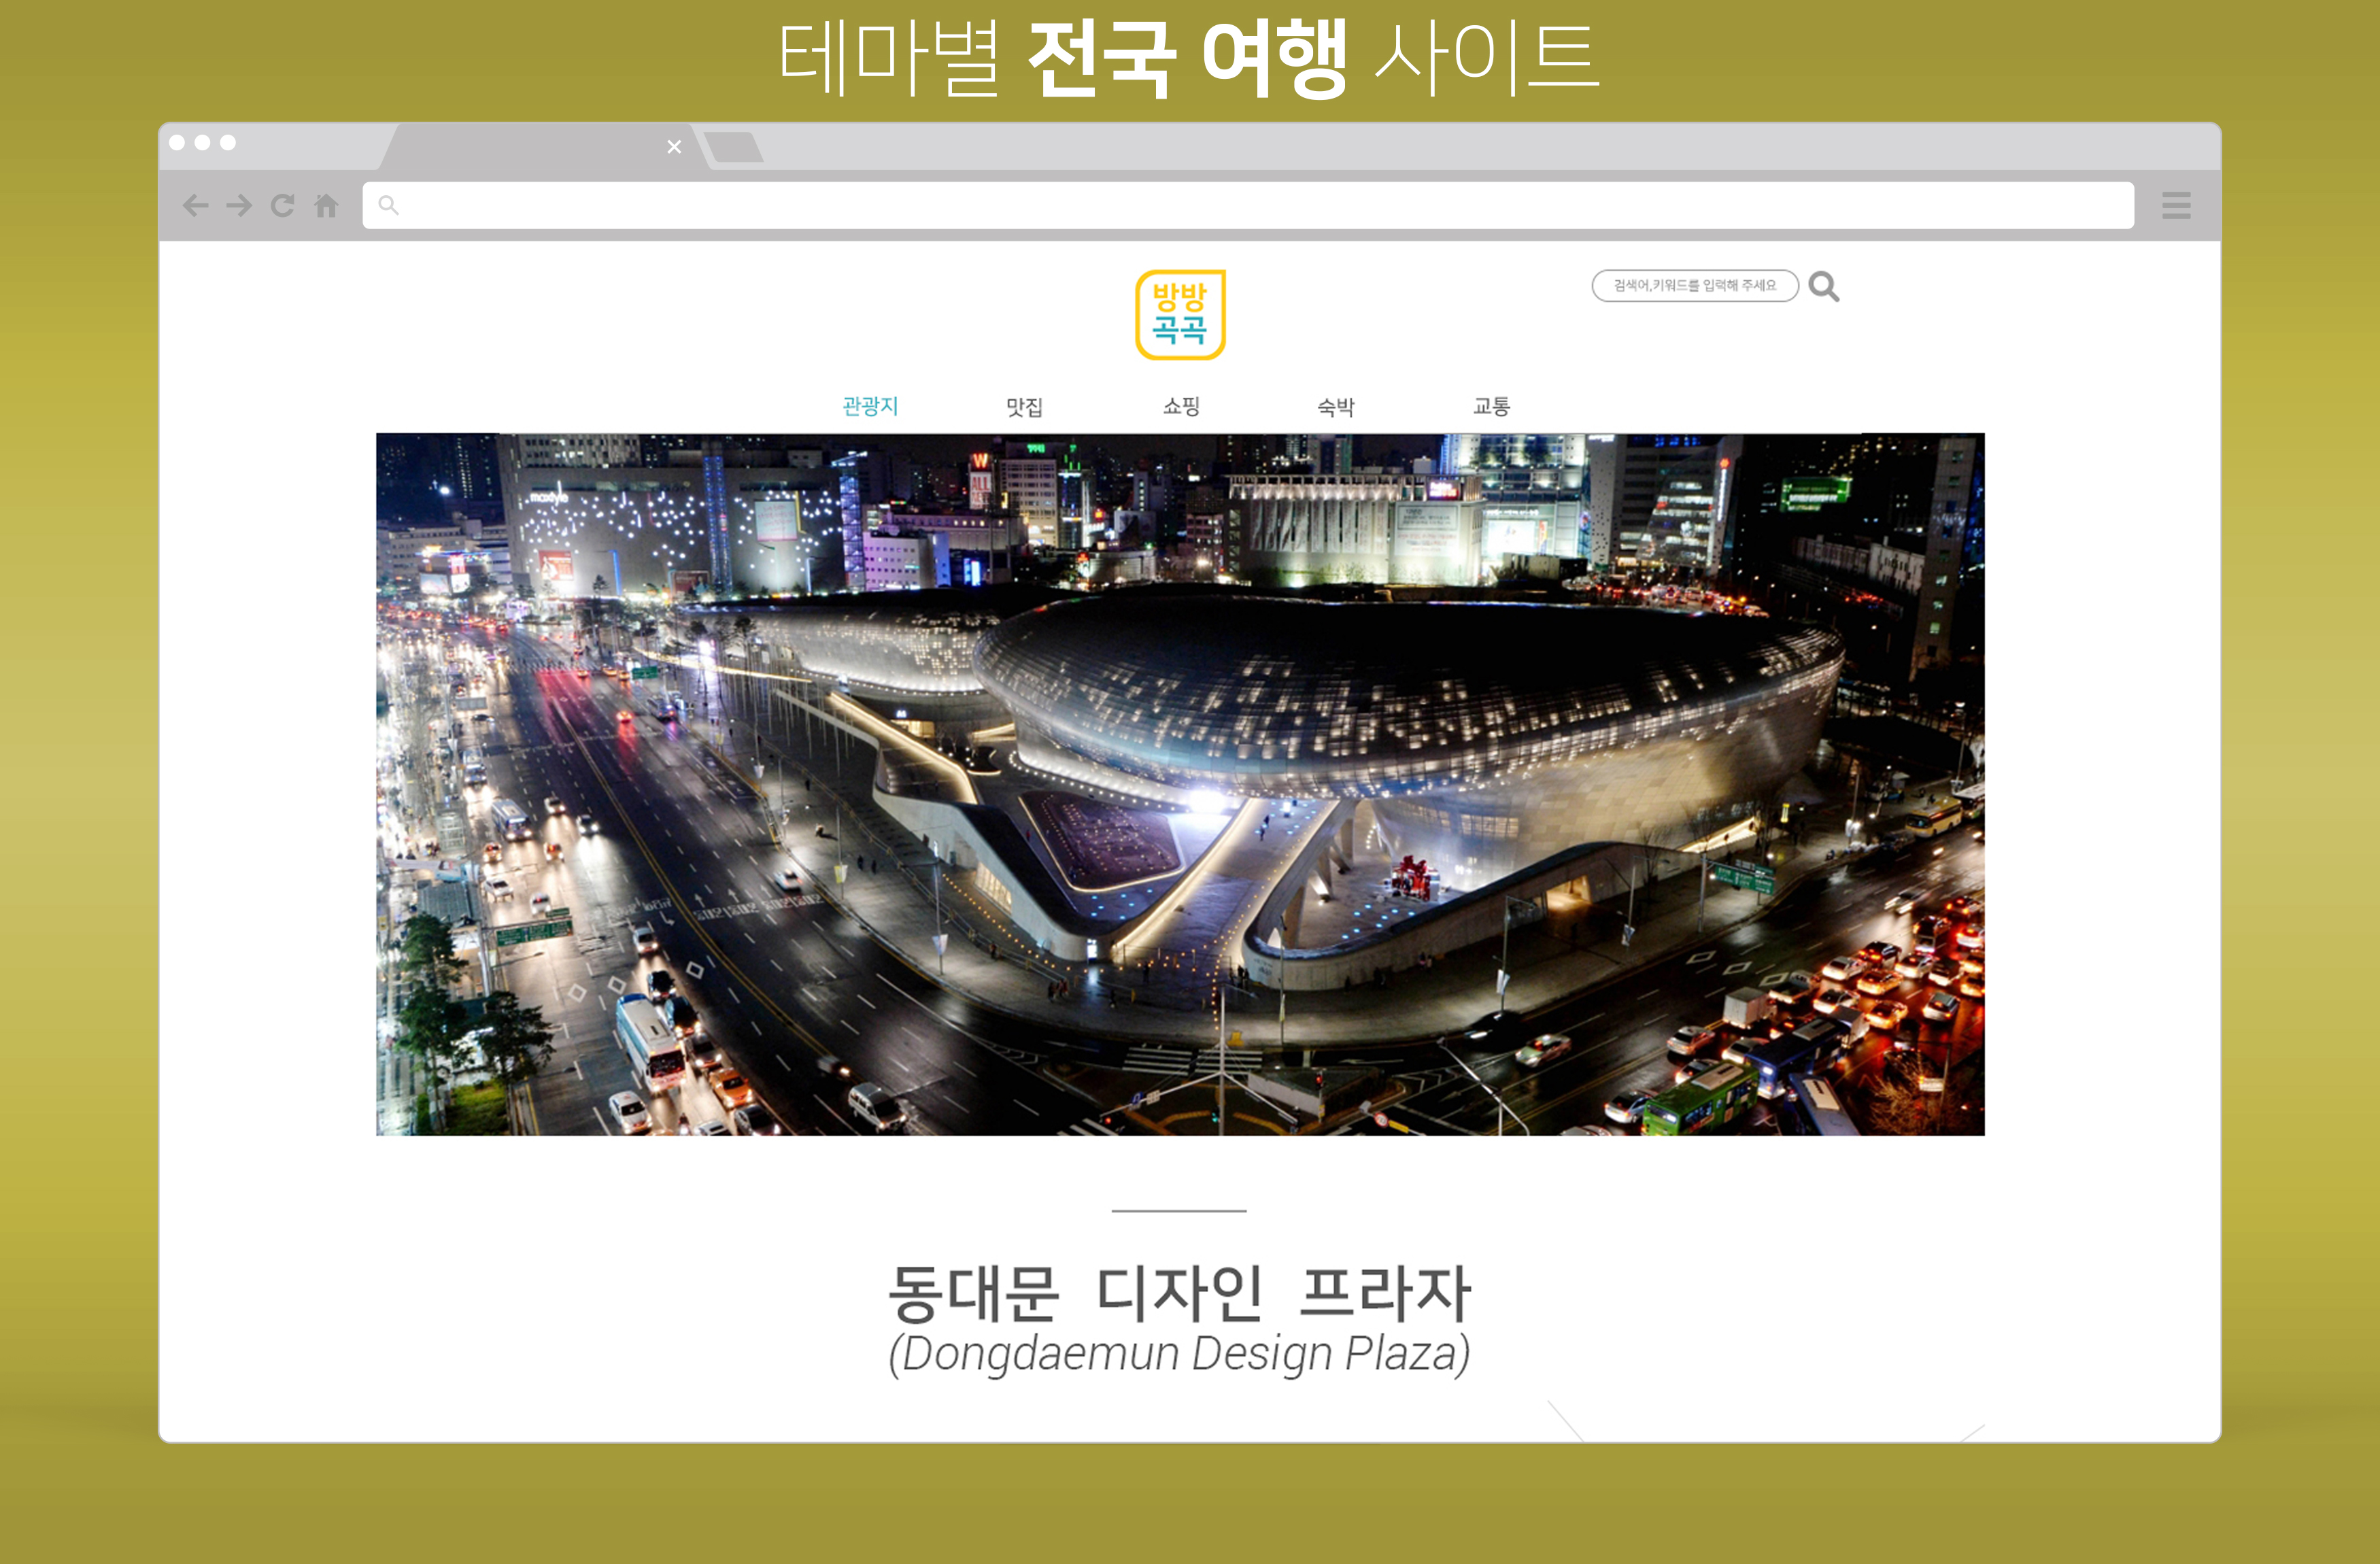 테마별 전국 여행 사이트
방방
곡곡
검색어,키워드를 입력해 주세요
관광지 맛집 쇼핑 숙박 교통
maxtyle
W
ALL
동대문 디자인 프라자
(Dongdaemun Design Plaza)